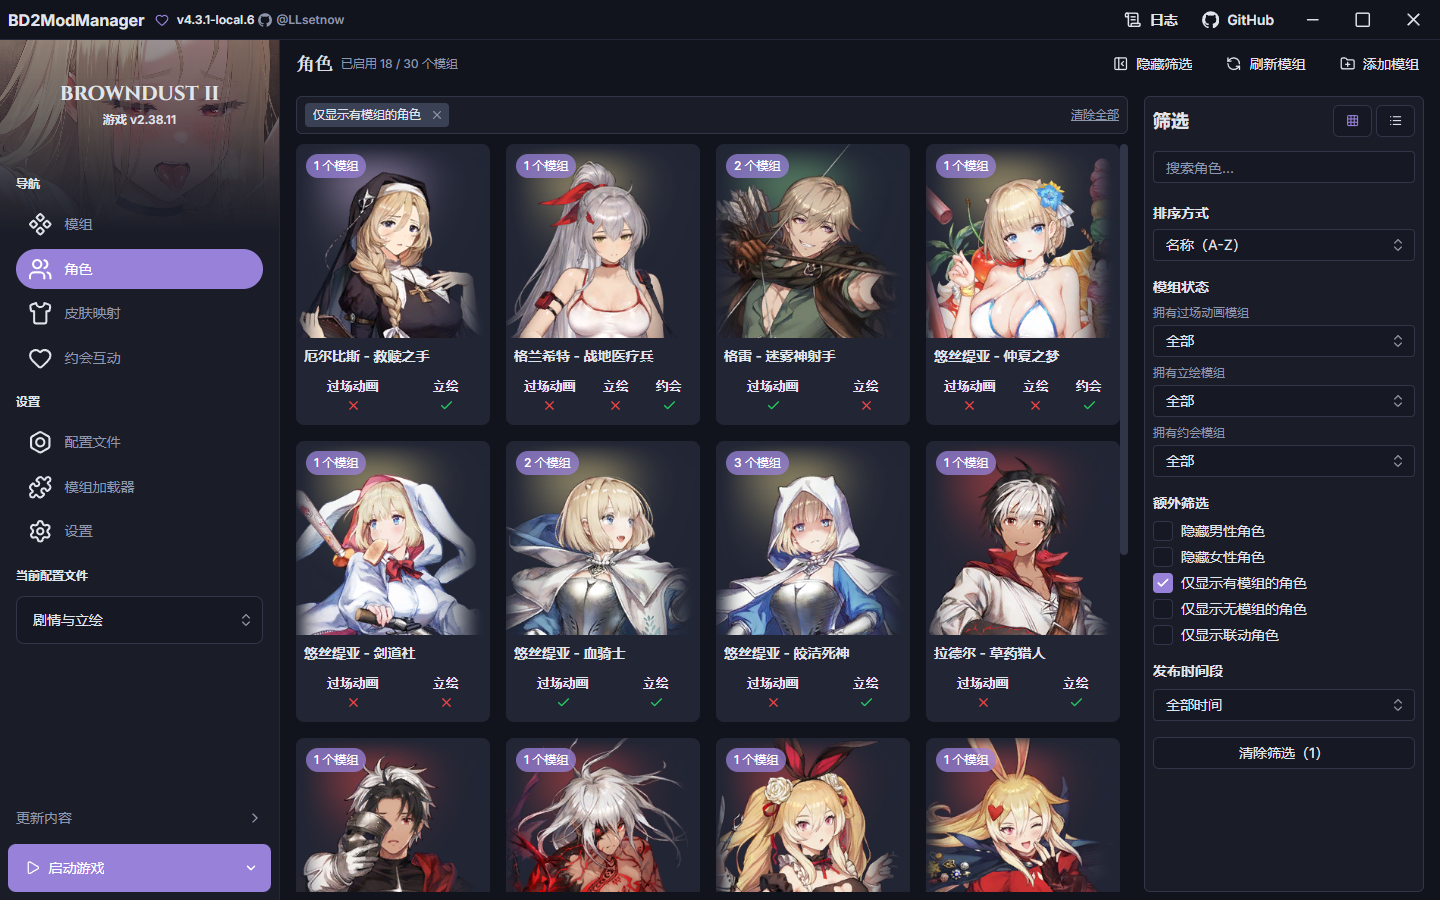 BD2ModManager v4.3.1-local.6 @LLsetnow
日志 GitHub
BROWNDUST II
游戏 v2.38.11
导航
模组
角色
皮肤映射
约会互动
设置
配置文件
模组加载器
设置
当前配置文件
剧情与立绘
更新内容
启动游戏
角色 已启用 18 / 30 个模组
隐藏筛选 刷新模组 添加模组
仅显示有模组的角色 清除全部
1 个模组 1 个模组 2 个模组 1 个模组
厄尔比斯 - 救赎之手 格兰希特 - 战地医疗兵 格雷 - 迷雾神射手 悠丝缇亚 - 仲夏之梦
过场动画 立绘 过场动画 立绘 约会 过场动画 立绘 过场动画 立绘 约会
1 个模组 2 个模组 3 个模组 1 个模组
悠丝缇亚 - 剑道社 悠丝缇亚 - 血骑士 悠丝缇亚 - 皎洁死神 拉德尔 - 草药猎人
过场动画 立绘 过场动画 立绘 过场动画 立绘 过场动画 立绘
1 个模组 1 个模组 1 个模组 1 个模组
筛选
搜索角色...
排序方式
名称（A-Z）
模组状态
拥有过场动画模组
全部
拥有立绘模组
全部
拥有约会模组
全部
额外筛选
隐藏男性角色
隐藏女性角色
仅显示有模组的角色
仅显示无模组的角色
仅显示联动角色
发布时间段
全部时间
清除筛选（1）